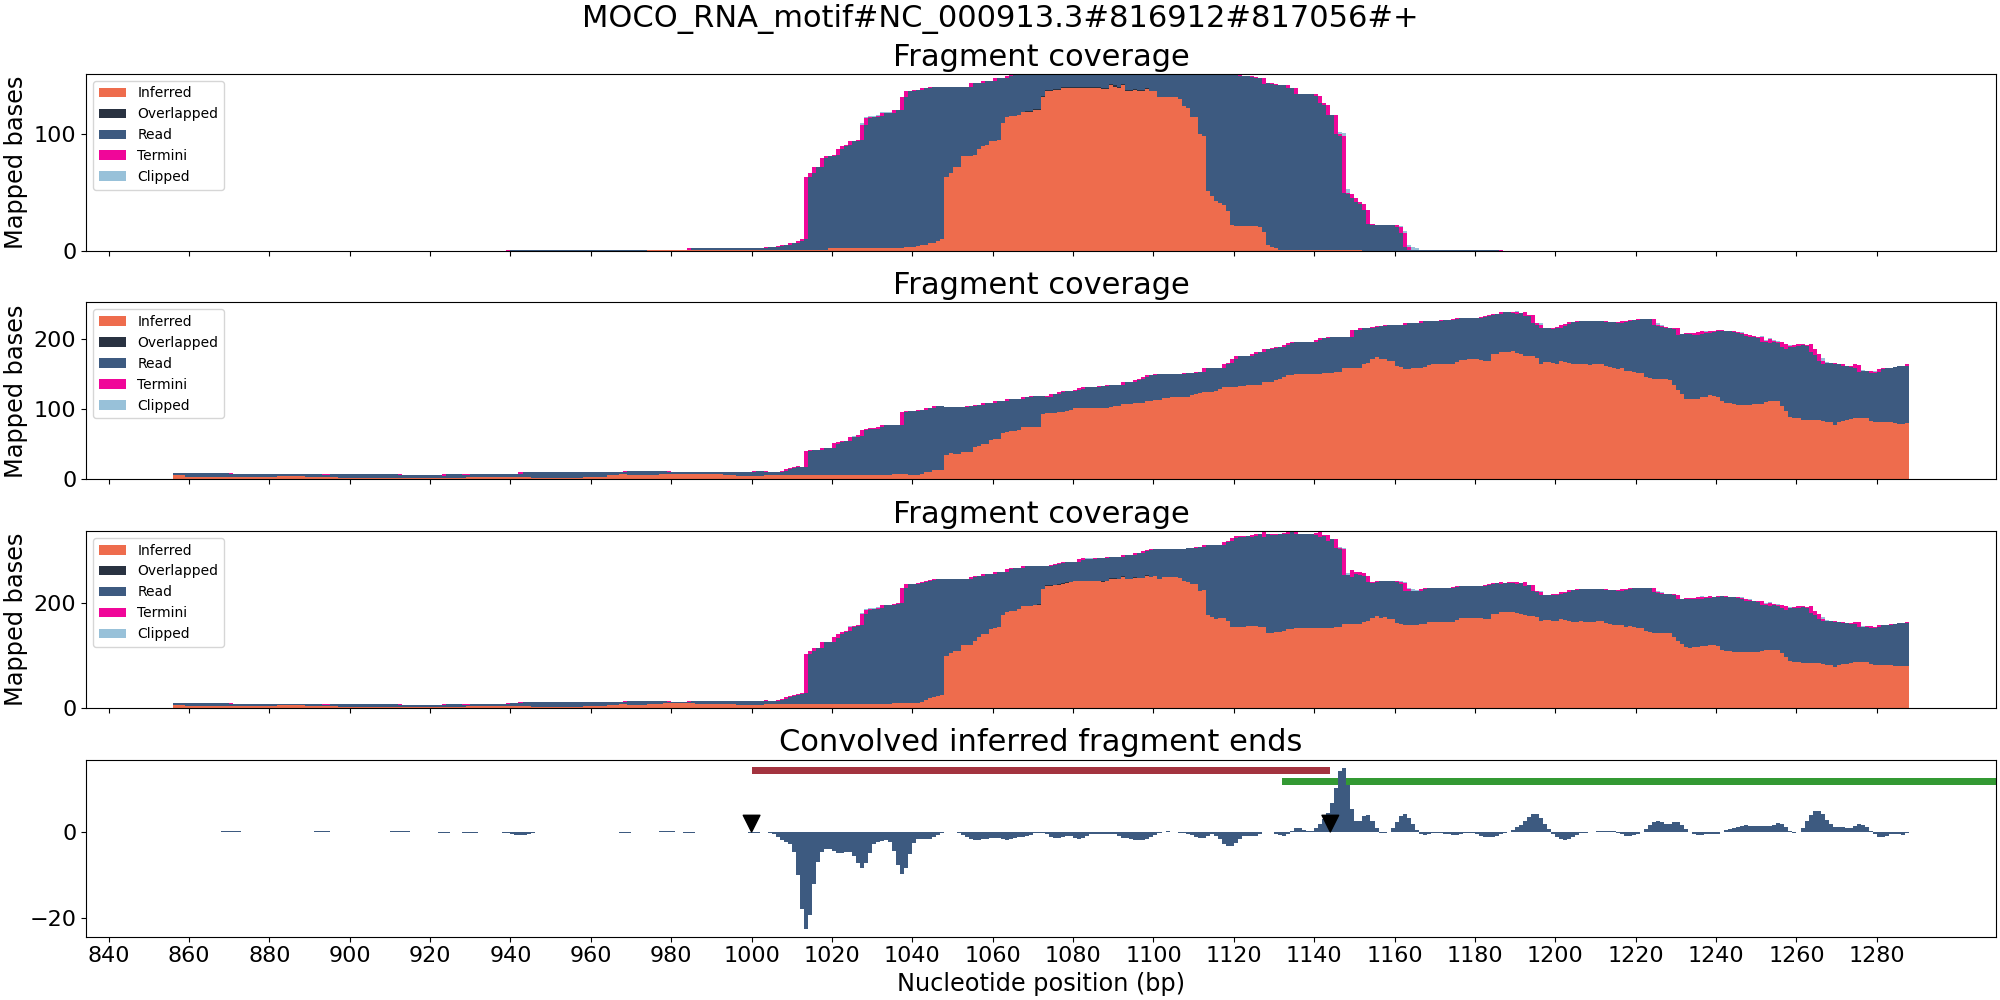 MOCO_RNA_motif#NC_000913.3#816912#817056#+
Fragment coverage
Mapped bases
100
0
Inferred
Overlapped
Read
Termini
Clipped
Fragment coverage
Mapped bases
200
100
0
Inferred
Overlapped
Read
Termini
Clipped
Fragment coverage
Mapped bases
200
0
Inferred
Overlapped
Read
Termini
Clipped
Convolved inferred fragment ends
0
−20
840 860 880 900 920 940 960 980 1000 1020 1040 1060 1080 1100 1120 1140 1160 1180 1200 1220 1240 1260 1280
Nucleotide position (bp)